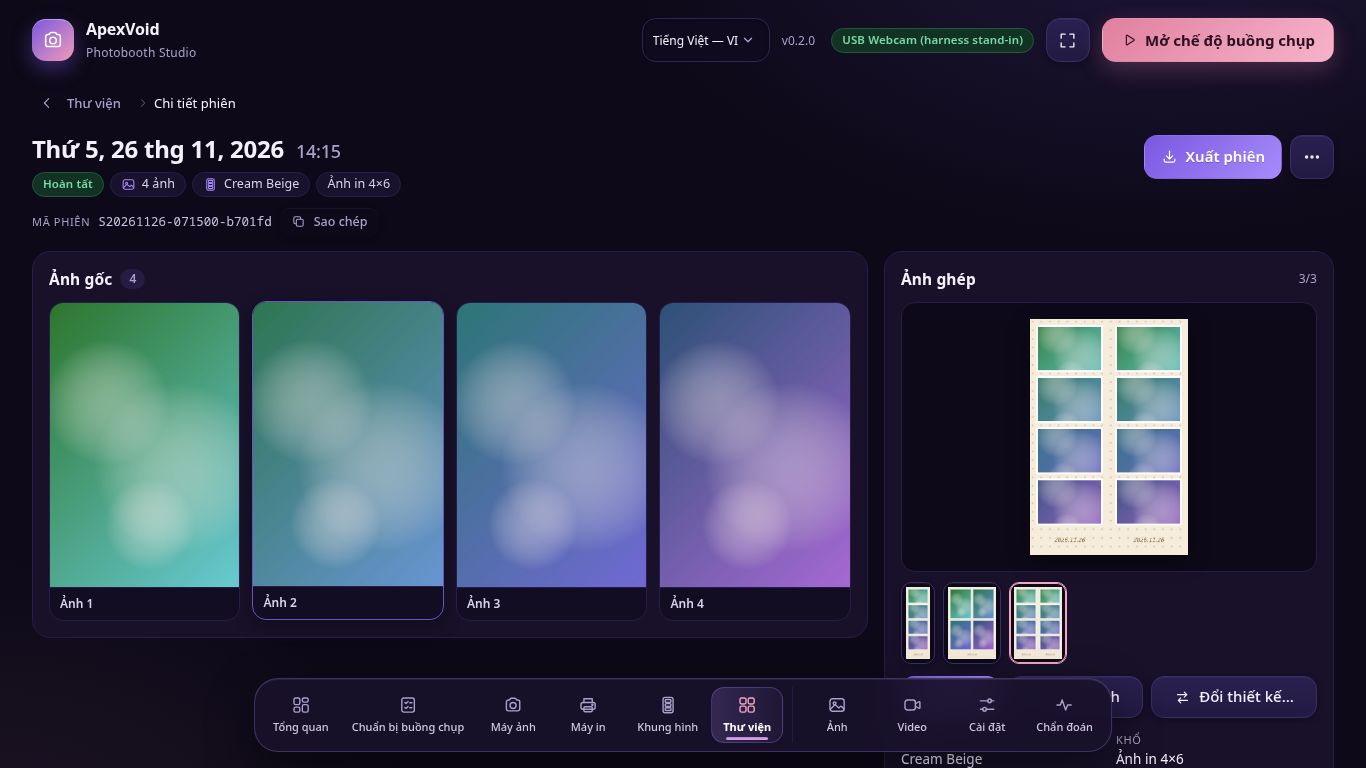 ApexVoid
Photobooth Studio
Tiếng Việt — VI
v0.2.0
USB Webcam (harness stand-in)
Mở chế độ buồng chụp
Thư viện
Chi tiết phiên
Thứ 5, 26 thg 11, 2026 14:15
Xuất phiên
Hoàn tất
4 ảnh
Cream Beige
Ảnh in 4×6
MÃ PHIÊN S20261126-071500-b701fd
Sao chép
Ảnh gốc 4
Ảnh 1
Ảnh 2
Ảnh 3
Ảnh 4
Ảnh ghép
3/3
2026.11.26
2026.11.26
Đổi thiết kế...
KHỔ
Cream Beige
Ảnh in 4×6
Tổng quan
Chuẩn bị buồng chụp
Máy ảnh
Máy in
Khung hình
Thư viện
Ảnh
Video
Cài đặt
Chẩn đoán